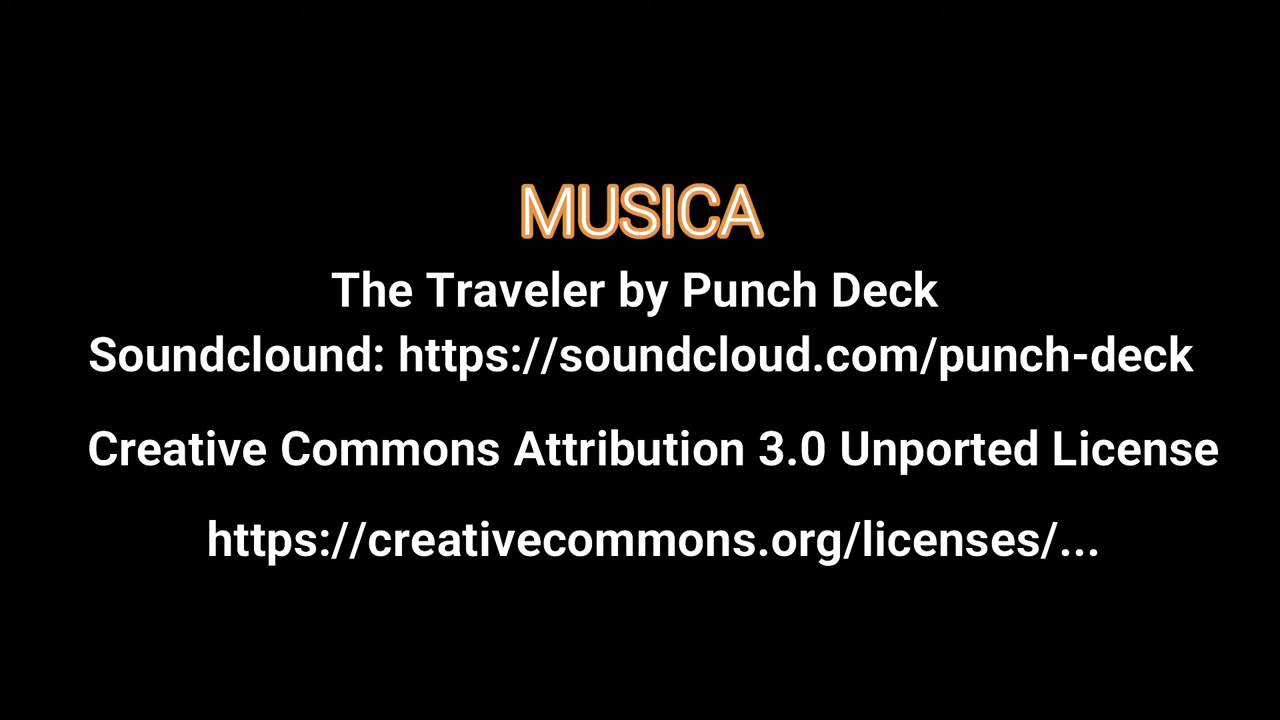 MUSICA
The Traveler by Punch Deck
Soundclound: https://soundcloud.com/punch-deck
Creative Commons Attribution 3.0 Unported License
https://creativecommons.org/licenses/...